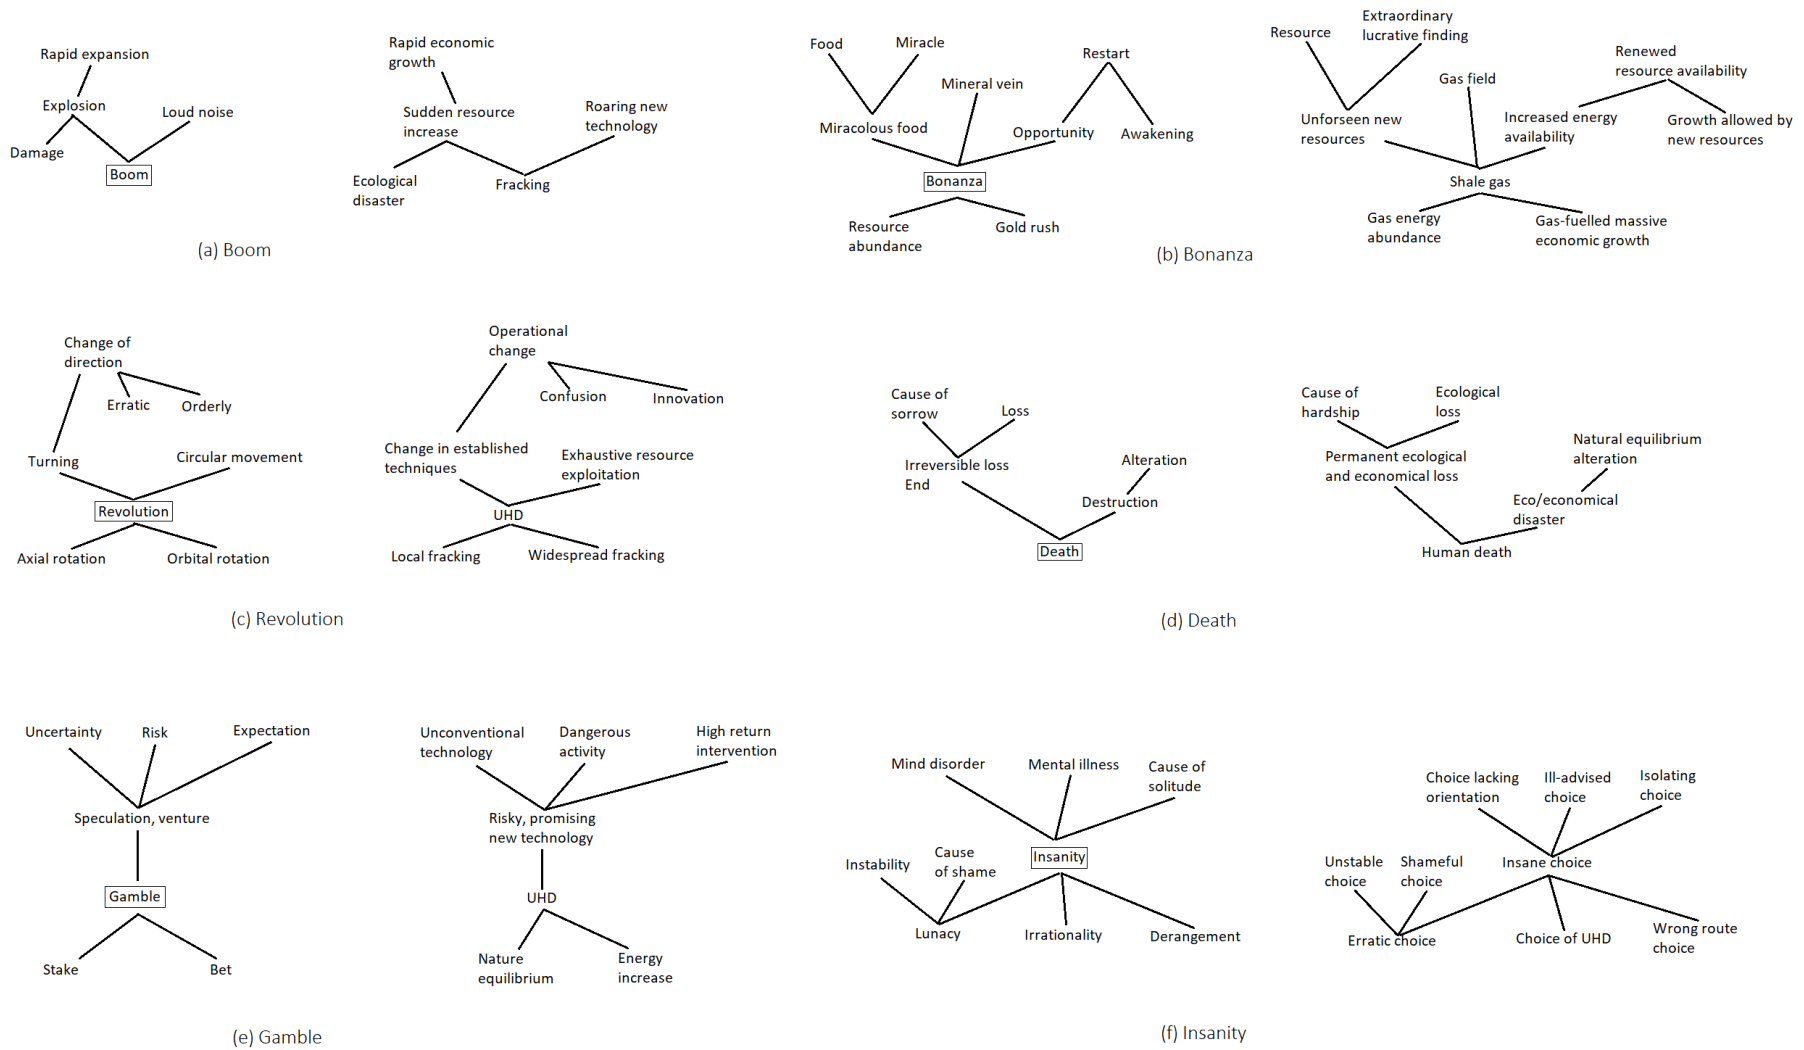 Rapid expansion
Explosion
Loud noise
Damage
Boom
Rapid economic
growth
Sudden resource
increase
Roaring new
technology
Ecological
disaster
Fracking
(a) Boom
Food
Miracle
Mineral vein
Restart
Miracolous food
Opportunity
Awakening
Bonanza
Resource
abundance
Gold rush
Resource
Extraordinary
lucrative finding
Gas field
Renewed
resource availability
Unforseen new
resources
Increased energy
availability
Growth allowed by
new resources
Shale gas
Gas energy
abundance
Gas-fuelled massive
economic growth
(b) Bonanza
Change of
direction
Erratic
Orderly
Turning
Circular movement
Revolution
Axial rotation
Orbital rotation
Operational
change
Confusion
Innovation
Change in established
techniques
Exhaustive resource
exploitation
UHD
Local fracking
Widespread fracking
(c) Revolution
Cause of
sorrow
Loss
Irreversible loss
End
Alteration
Destruction
Death
Cause of
hardship
Ecological
loss
Permanent ecological
and economical loss
Natural equilibrium
alteration
Eco/economical
disaster
Human death
(d) Death
Uncertainty
Risk
Expectation
Speculation, venture
Gamble
Stake
Bet
Unconventional
technology
Dangerous
activity
High return
intervention
Risky, promising
new technology
UHD
Nature
equilibrium
Energy
increase
(e) Gamble
Mind disorder
Mental illness
Cause of
solitude
Instability
Cause
of shame
Insanity
Lunacy
Irrationality
Derangement
Choice lacking
orientation
Ill-advised
choice
Isolating
choice
Unstable
choice
Shameful
choice
Insane choice
Erratic choice
Choice of UHD
Wrong route
choice
(f) Insanity